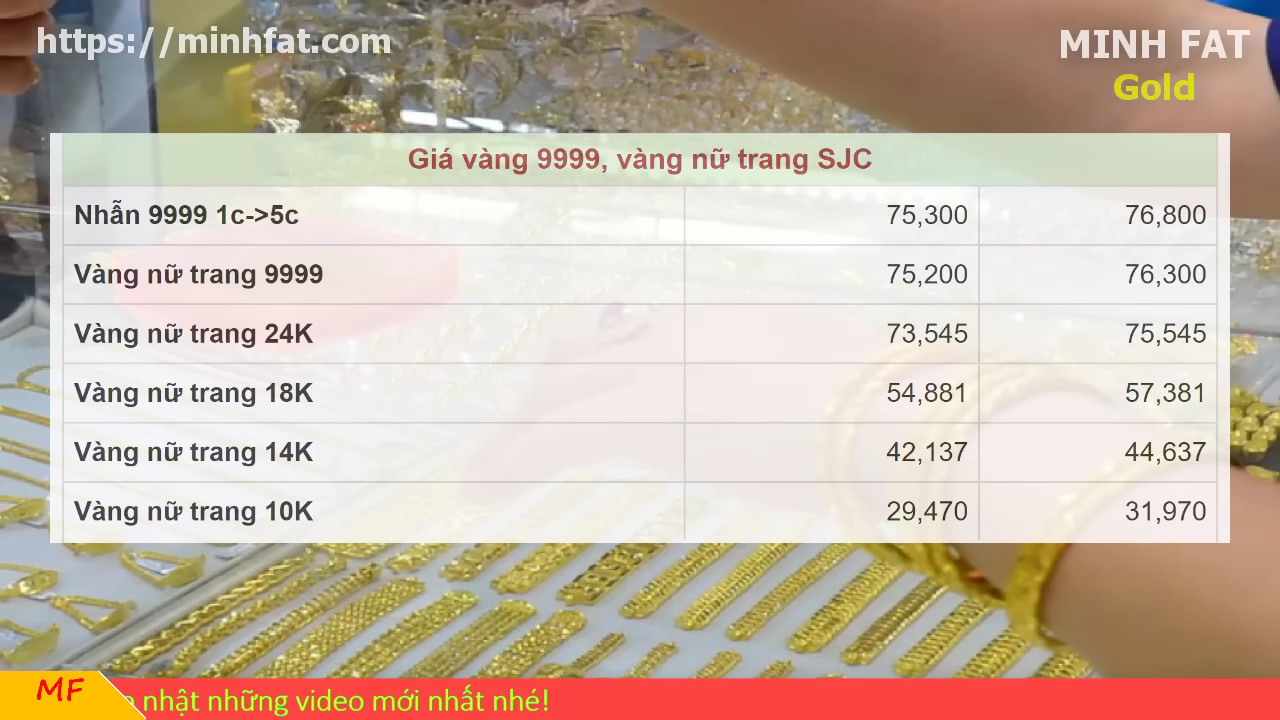 https://minhfat.com
MINH FAT
Gold
Giá vàng 9999, vàng nữ trang SJC
Nhẫn 9999 1c->5c 75,300 76,800
Vàng nữ trang 9999 75,200 76,300
Vàng nữ trang 24K 73,545 75,545
Vàng nữ trang 18K 54,881 57,381
Vàng nữ trang 14K 42,137 44,637
Vàng nữ trang 10K 29,470 31,970
MF
nhật những video mới nhất nhé!